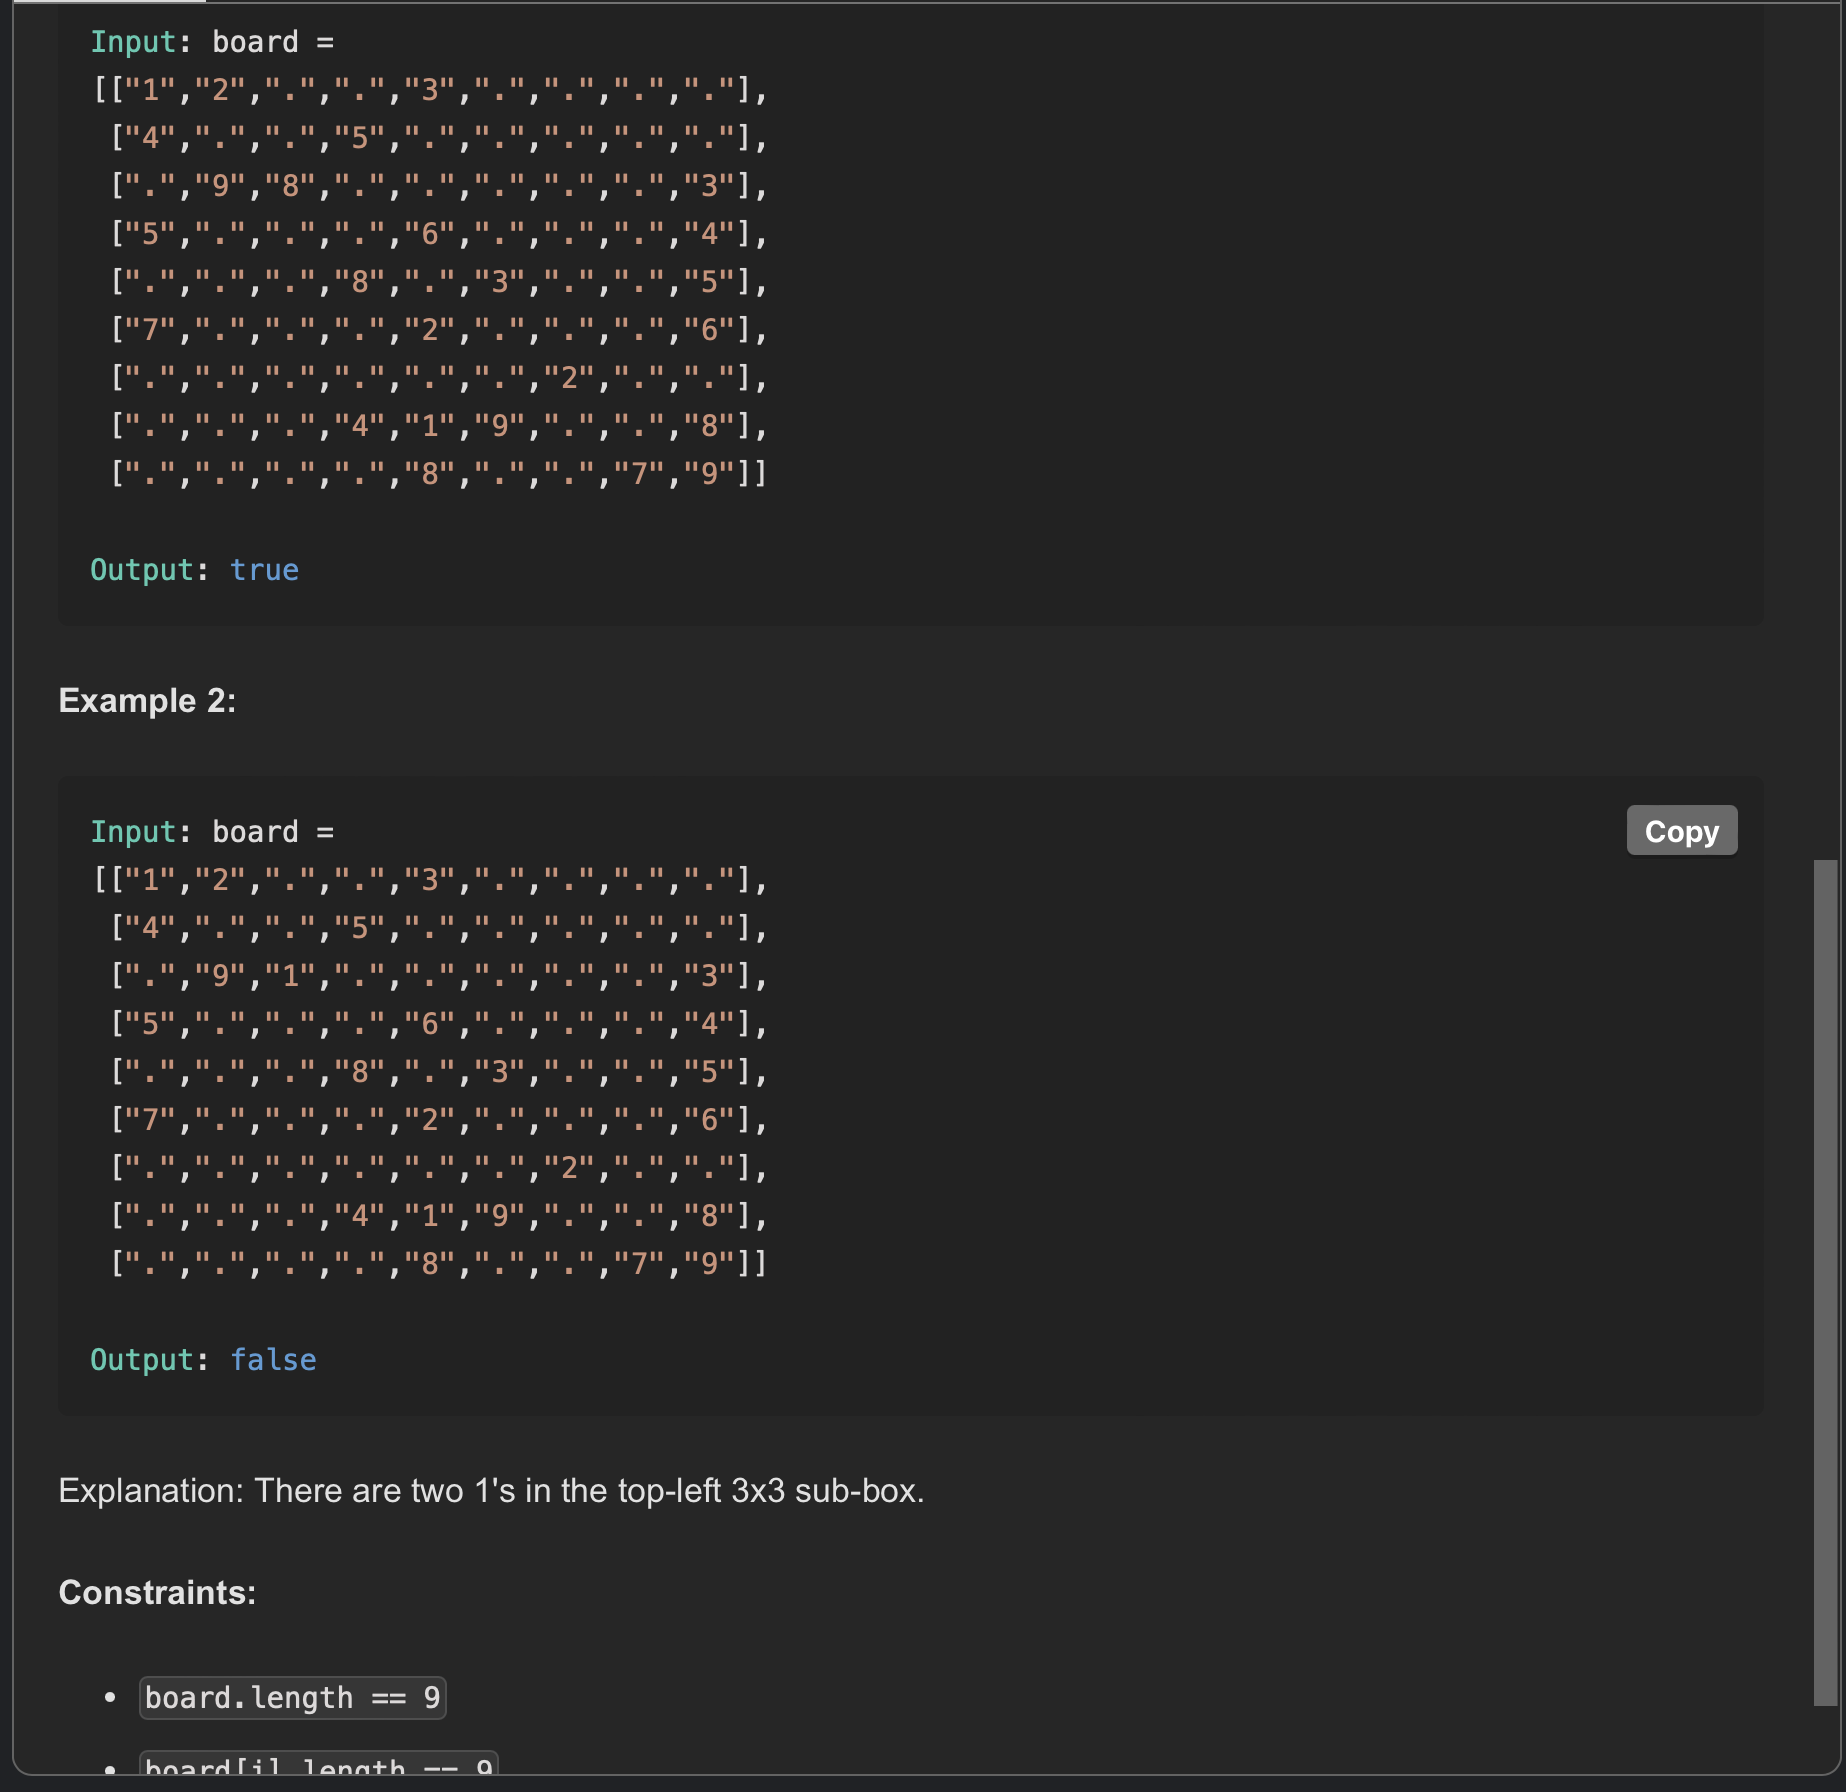 Input: board =
[["1","2",".",".","3",".",".",".","."],
 ["4",".",".","5",".",".",".",".","."],
 [".","9","8",".",".",".",".",".","3"],
 ["5",".",".",".","6",".",".",".","4"],
 [".",".",".","8",".","3",".",".","5"],
 ["7",".",".",".","2",".",".",".","6"],
 [".",".",".",".",".",".","2",".","."],
 [".",".",".","4","1","9",".",".","8"],
 [".",".",".",".","8",".",".","7","9"]]
Output: true
Example 2:
Copy
Input: board =
[["1","2",".",".","3",".",".",".","."],
 ["4",".",".","5",".",".",".",".","."],
 [".","9","1",".",".",".",".",".","3"],
 ["5",".",".",".","6",".",".",".","4"],
 [".",".",".","8",".","3",".",".","5"],
 ["7",".",".",".","2",".",".",".","6"],
 [".",".",".",".",".",".","2",".","."],
 [".",".",".","4","1","9",".",".","8"],
 [".",".",".",".","8",".",".","7","9"]]
Output: false
Explanation: There are two 1's in the top-left 3x3 sub-box.
Constraints:
• board.length == 9
• board[i].length == 9